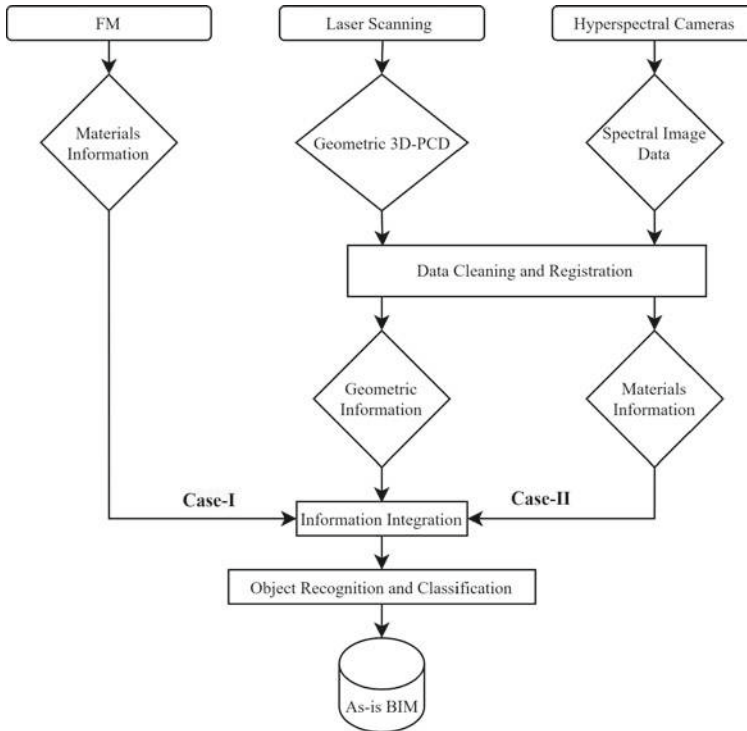 FM
Laser Scanning
Hyperspectral Cameras
Materials
Information
Geometric 3D-PCD
Spectral Image
Data
Data Cleaning and Registration
Geometric
Information
Materials
Information
Case-I
Case-II
Information Integration
Object Recognition and Classification
As-is BIM